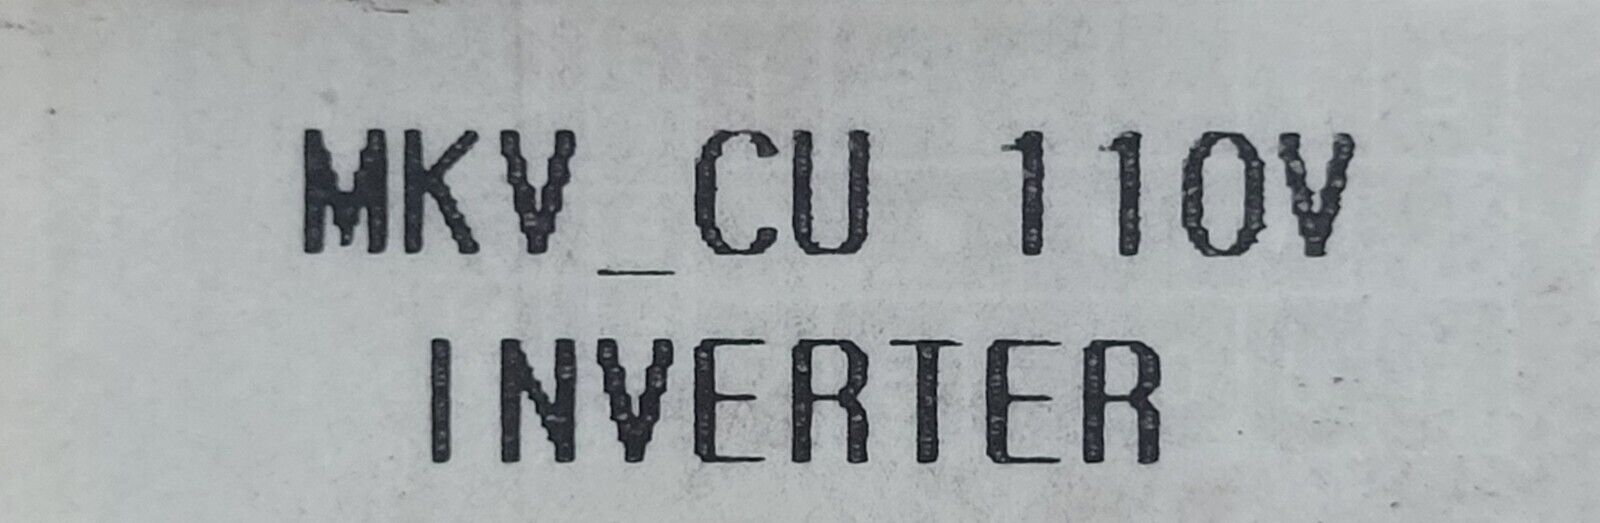 MKV_CU 110V
INVERTER